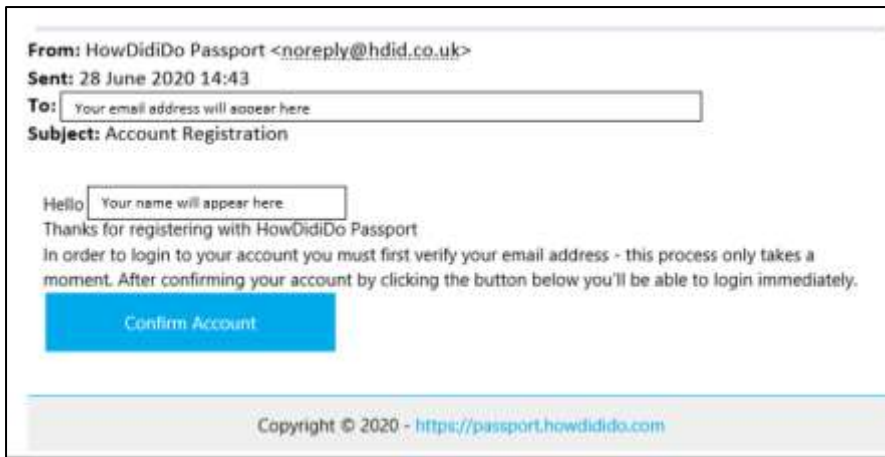 From: HowDidiDo Passport <noreply@hdid.co.uk>
Sent: 28 June 2020 14:43
To: Your email address will appear here
Subject: Account Registration
Hello Your name will appear here
Thanks for registering with HowDidiDo Passport
In order to login to your account you must first verify your email address - this process only takes a
moment. After confirming your account by clicking the button below you'll be able to login immediately.
Confirm Account
Copyright © 2020 - https://passport.howdidido.com